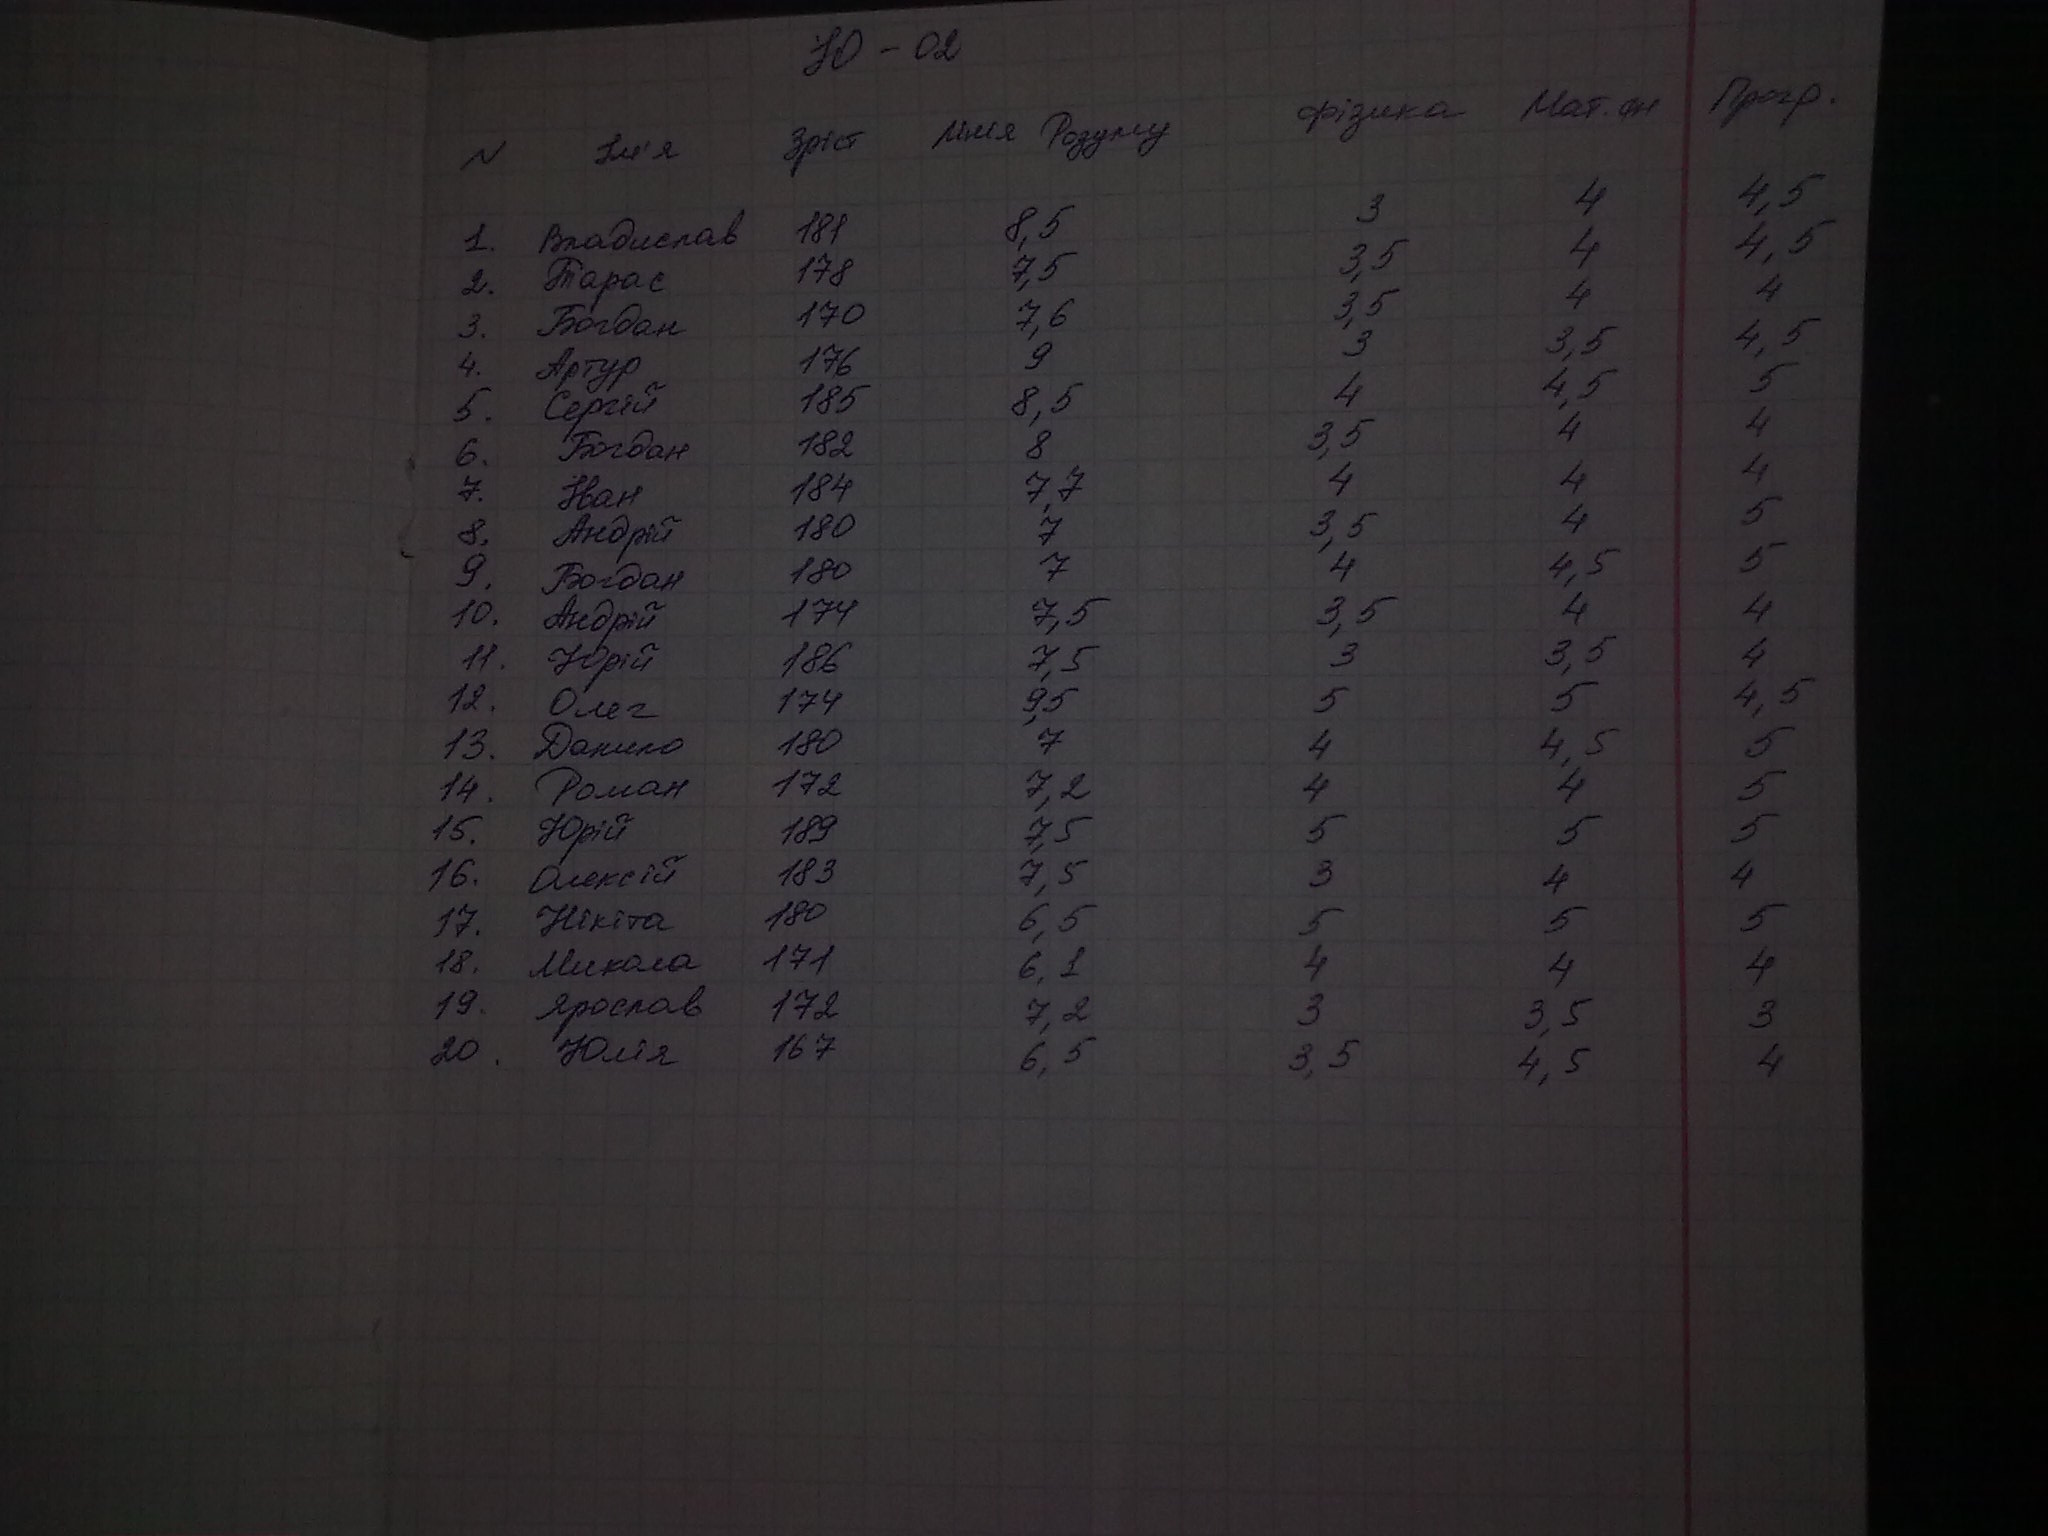 ІО - 02
N Ім'я Зріст Лінія Розуму Фізика Мат. ан Прогр.
1. Владислав 181 8,5 3 4 4,5
2. Тарас 178 7,5 3,5 4 4,5
3. Богдан 170 7,6 3,5 4 4
4. Артур 176 9 3 3,5 4,5
5. Сергій 185 8,5 4 4,5 5
6. Богдан 182 8 3,5 4 4
7. Іван 184 7,7 4 4 4
8. Андрій 180 7 3,5 4 5
9. Богдан 180 7 4 4,5 5
10. Андрій 174 7,5 3,5 4 4
11. Юрій 186 7,5 3 3,5 4
12. Олег 174 9,5 5 5 4,5
13. Данило 180 7 4 4,5 5
14. Роман 172 7,2 4 4 5
15. Юрій 189 7,5 5 5 5
16. Олексій 183 7,5 3 4 4
17. Нікіта 180 6,5 5 5 5
18. Микола 171 6,1 4 4 4
19. Ярослав 172 7,2 3 3,5 3
20. Юлія 167 6,5 3,5 4,5 4